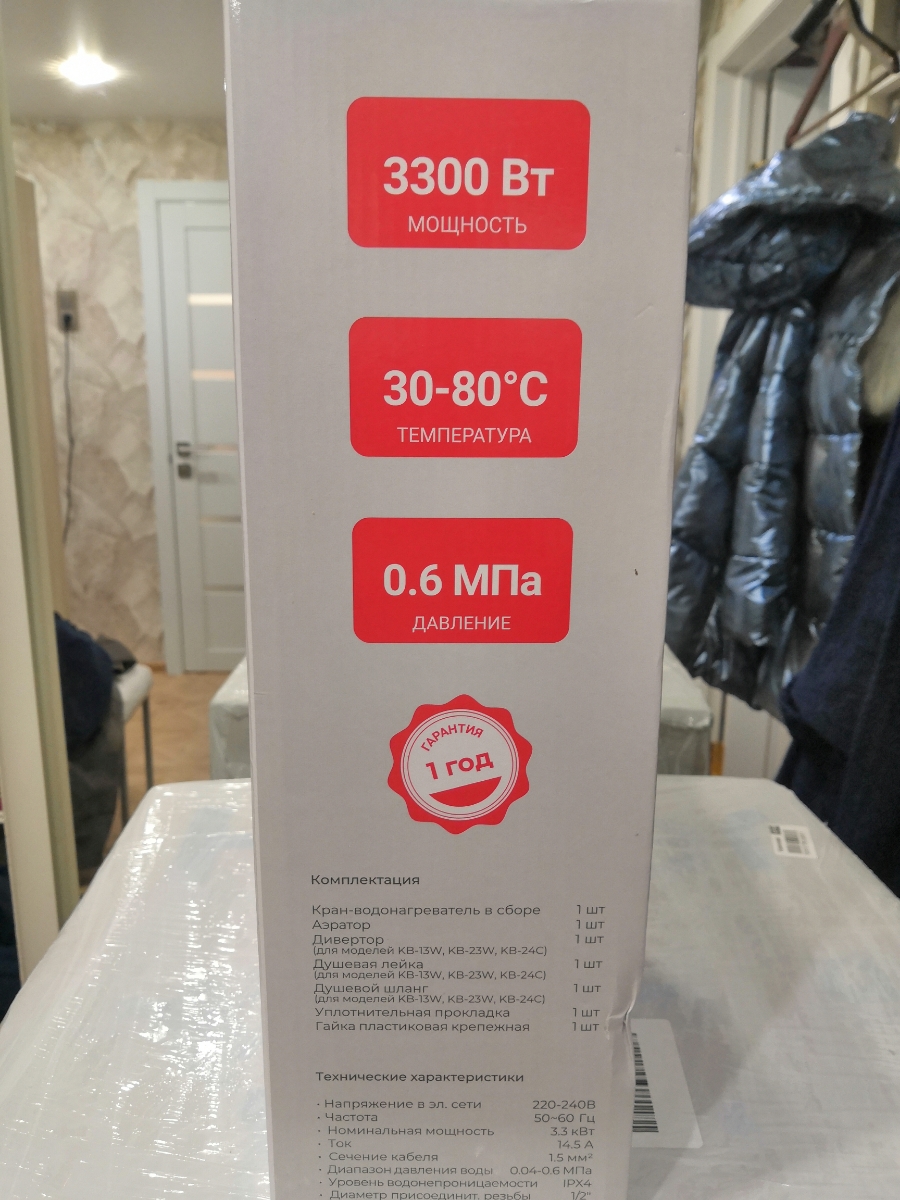 3300 Вт
МОЩНОСТЬ
30-80°C
ТЕМПЕРАТУРА
0.6 МПа
ДАВЛЕНИЕ
ГАРАНТИЯ
1 ГОД
Комплектация
Кран-водонагреватель в сборе 1 шт
Аэратор 1 шт
Дивертор 1 шт
(для моделей KB-13W, KB-23W, KB-24C)
Душевая лейка 1 шт
(для моделей KB-13W, KB-23W, KB-24C)
Душевой шланг 1 шт
(для моделей KB-13W, KB-23W, KB-24C)
Уплотнительная прокладка 1 шт
Гайка пластиковая крепежная 1 шт
Технические характеристики
• Напряжение в эл. сети 220-240В
• Частота 50~60 Гц
• Номинальная мощность 3.3 кВт
• Ток 14.5 А
• Сечение кабеля 1.5 мм²
• Диапазон давления воды 0.04-0.6 МПа
• Уровень водонепроницаемости IPX4
• Диаметр присоединит. резьбы 1/2"